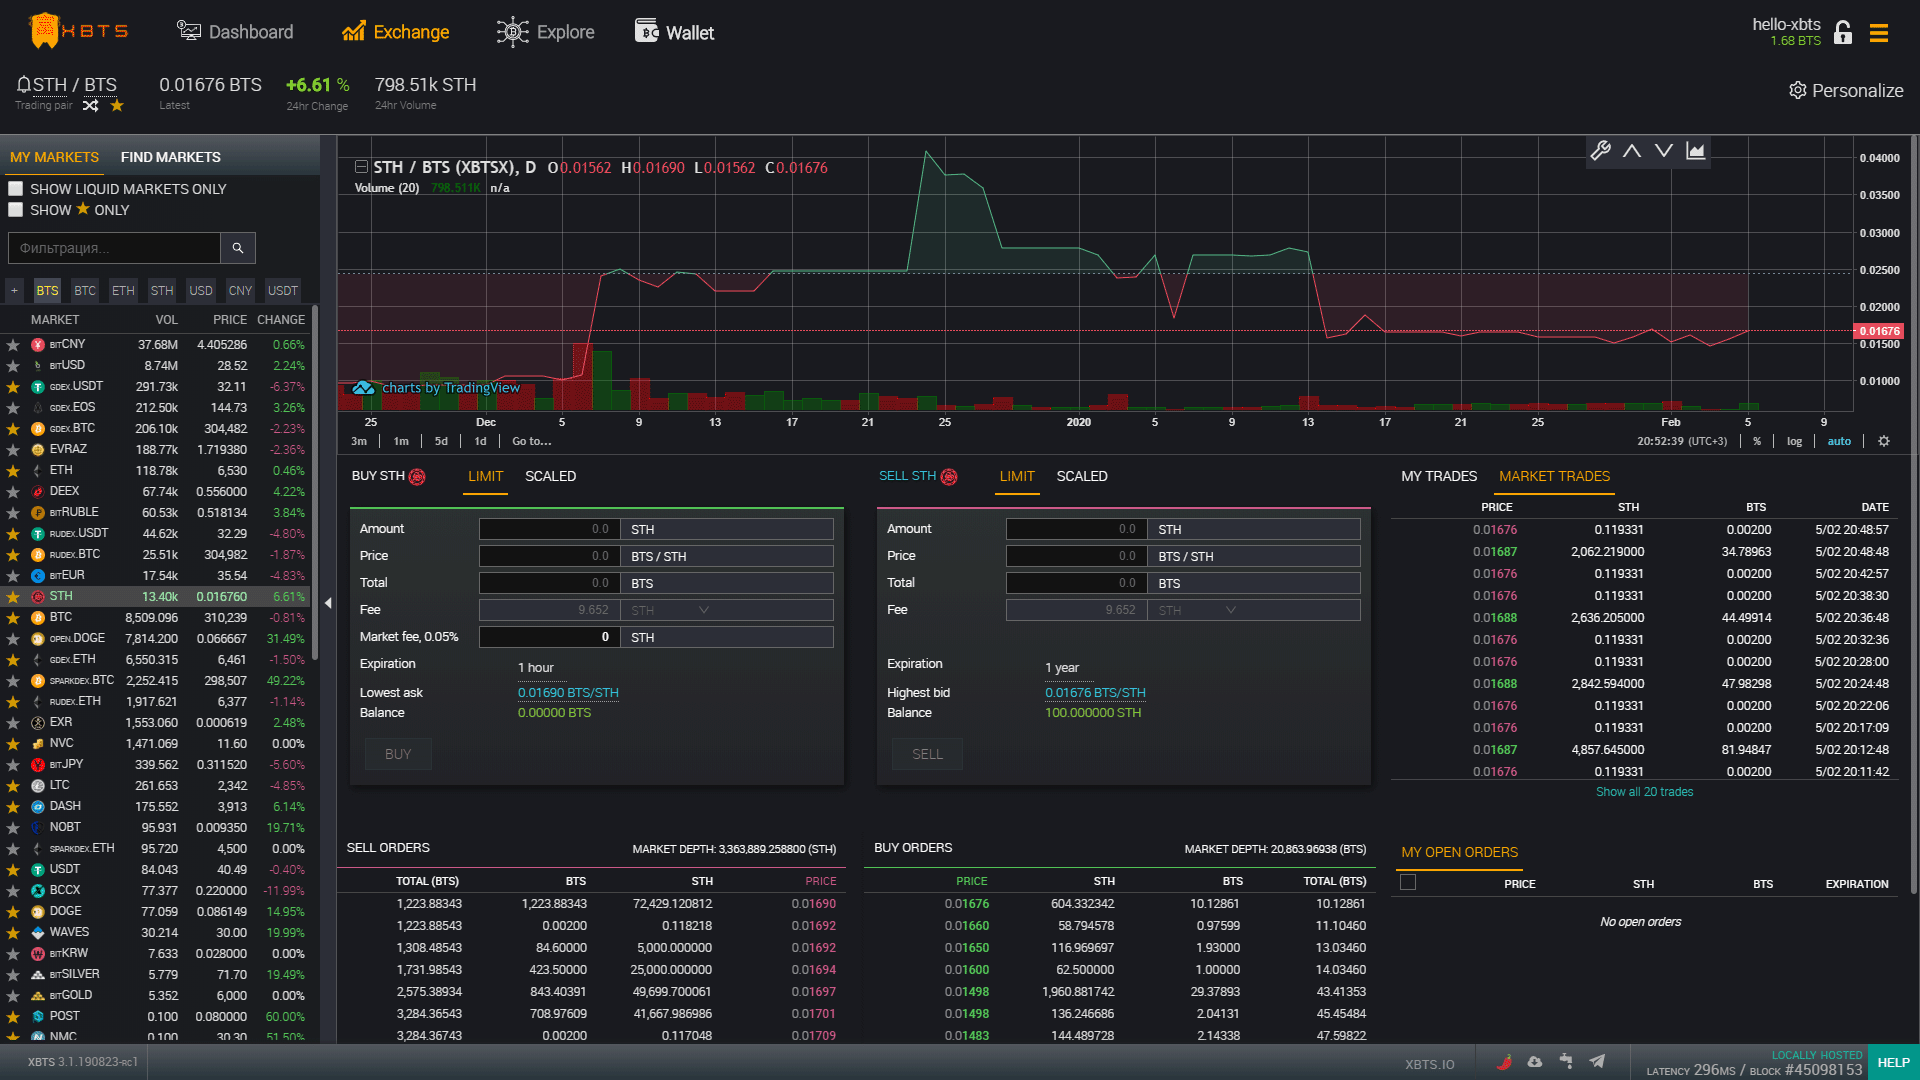 XBTS
Dashboard
Exchange
Explore
Wallet
hello-xbts
1.68 BTS
STH / BTS
Trading pair
0.01676 BTS
Latest
+6.61 %
24hr Change
798.51k STH
24hr Volume
Personalize
MY MARKETS FIND MARKETS
SHOW LIQUID MARKETS ONLY
SHOW ★ ONLY
Фильтрация...
+ BTS BTC ETH STH USD CNY USDT
MARKET VOL PRICE CHANGE
BITCNY 37.68M 4.405286 0.66%
BITUSD 8.74M 28.52 2.24%
GDEX.USDT 291.73k 32.11 -6.37%
GDEX.EOS 212.50k 144.73 3.26%
GDEX.BTC 206.10k 304,482 -2.23%
EVRAZ 188.77k 1.719380 -2.36%
ETH 118.78k 6,530 0.46%
DEEX 67.74k 0.556000 4.22%
BITRUBLE 60.53k 0.518134 3.84%
RUDEX.USDT 44.62k 32.29 -4.80%
RUDEX.BTC 25.51k 304,982 -1.87%
BITEUR 17.54k 35.54 -4.83%
STH 13.40k 0.016760 6.61%
BTC 8,509.096 310,239 -0.81%
OPEN.DOGE 7,814.200 0.066667 31.49%
GDEX.ETH 6,550.315 6,461 -1.50%
SPARKDEX.BTC 2,252.415 298,507 49.22%
RUDEX.ETH 1,917.621 6,377 -1.14%
EXR 1,553.060 0.000619 2.48%
NVC 1,471.069 11.60 0.00%
BITJPY 339.562 0.311520 -5.60%
LTC 261.653 2,342 -4.85%
DASH 175.552 3,913 6.14%
NOBT 95.931 0.009350 19.71%
SPARKDEX.ETH 95.720 4,500 0.00%
USDT 84.043 40.49 -0.40%
BCCX 77.377 0.220000 -11.99%
DOGE 77.059 0.086149 14.95%
WAVES 30.214 30.00 19.99%
BITKRW 7.633 0.028000 0.00%
BITSILVER 5.779 71.70 19.49%
BITGOLD 5.352 6,000 0.00%
POST 0.100 0.080000 60.00%
NMC 0.100 30.30 51.50%
STH / BTS (XBTSX), D O0.01562 H0.01690 L0.01562 C0.01676
Volume (20) 798.511K n/a
0.04000
0.03500
0.03000
0.02500
0.02000
0.01676
0.01500
0.01000
charts by TradingView
25 Dec 5 9 13 17 21 25 2020 5 9 13 17 21 25 Feb 5 9
3m 1m 5d 1d Go to...
20:52:39 (UTC+3) % log auto
BUY STH LIMIT SCALED
Amount 0.0 STH
Price 0.0 BTS / STH
Total 0.0 BTS
Fee 9.652 STH
Market fee, 0.05% 0 STH
Expiration 1 hour
Lowest ask 0.01690 BTS/STH
Balance 0.00000 BTS
BUY
SELL STH LIMIT SCALED
Amount 0.0 STH
Price 0.0 BTS / STH
Total 0.0 BTS
Fee 9.652 STH
Expiration 1 year
Highest bid 0.01676 BTS/STH
Balance 100.000000 STH
SELL
MY TRADES MARKET TRADES
PRICE STH BTS DATE
0.01676 0.119331 0.00200 5/02 20:48:57
0.01687 2,062.219000 34.78963 5/02 20:48:48
0.01676 0.119331 0.00200 5/02 20:42:57
0.01676 0.119331 0.00200 5/02 20:38:30
0.01688 2,636.205000 44.49914 5/02 20:36:48
0.01676 0.119331 0.00200 5/02 20:32:36
0.01676 0.119331 0.00200 5/02 20:28:00
0.01688 2,842.594000 47.98298 5/02 20:24:48
0.01676 0.119331 0.00200 5/02 20:22:06
0.01676 0.119331 0.00200 5/02 20:17:09
0.01687 4,857.645000 81.94847 5/02 20:12:48
0.01676 0.119331 0.00200 5/02 20:11:42
Show all 20 trades
SELL ORDERS MARKET DEPTH: 3,363,889.258800 (STH)
TOTAL (BTS) BTS STH PRICE
1,223.88343 1,223.88343 72,429.120812 0.01690
1,223.88543 0.00200 0.118218 0.01692
1,308.48543 84.60000 5,000.000000 0.01692
1,731.98543 423.50000 25,000.000000 0.01694
2,575.38934 843.40391 49,699.700061 0.01697
3,284.36543 708.97609 41,667.986986 0.01701
3,284.36743 0.00200 0.117048 0.01709
BUY ORDERS MARKET DEPTH: 20,863.96938 (BTS)
PRICE STH BTS TOTAL (BTS)
0.01676 604.332342 10.12861 10.12861
0.01660 58.794578 0.97599 11.10460
0.01650 116.969697 1.93000 13.03460
0.01600 62.500000 1.00000 14.03460
0.01498 1,960.881742 29.37893 43.41353
0.01498 136.246686 2.04131 45.45484
0.01483 144.489728 2.14338 47.59822
MY OPEN ORDERS
PRICE STH BTS EXPIRATION
No open orders
XBTS 3.1.190823-RC1
XBTS.IO
LOCALLY HOSTED
LATENCY 296MS / BLOCK #45098153
HELP